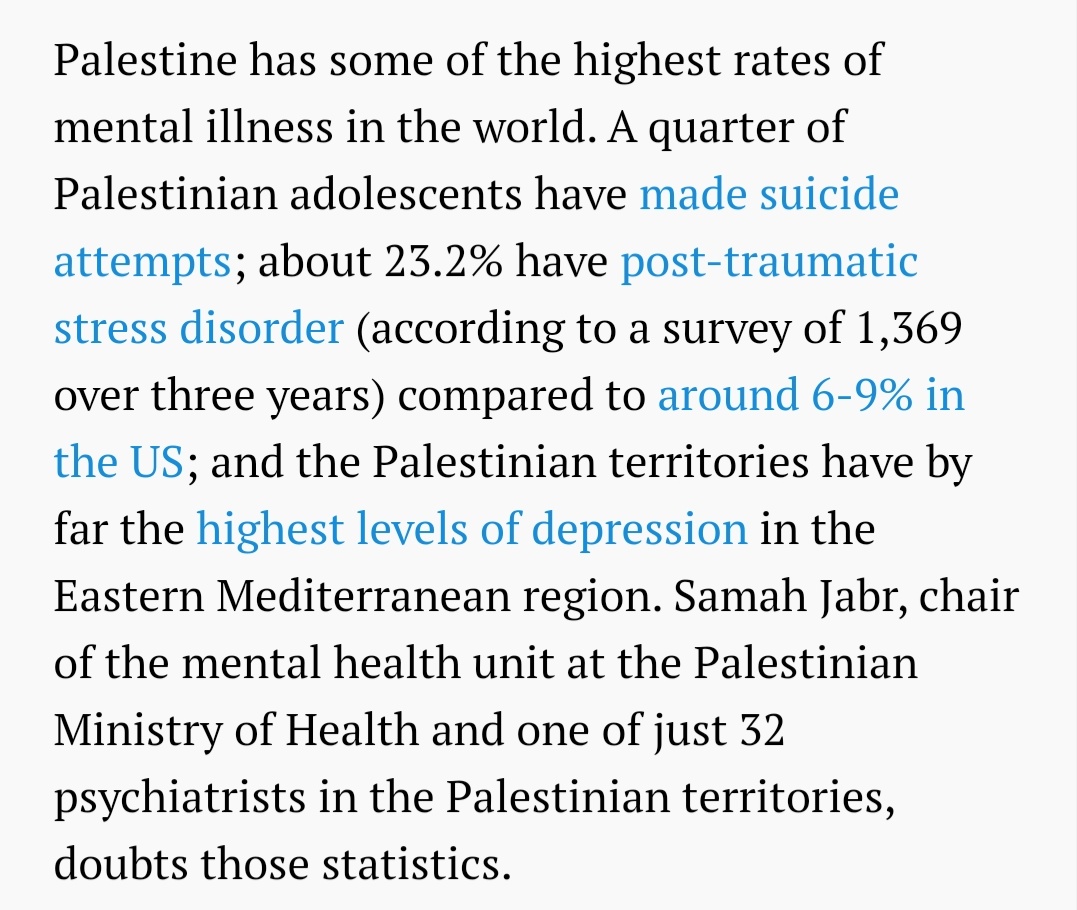 Palestine has some of the highest rates of
mental illness in the world. A quarter of
Palestinian adolescents have made suicide
attempts; about 23.2% have post-traumatic
stress disorder (according to a survey of 1,369
over three years) compared to around 6-9% in
the US; and the Palestinian territories have by
far the highest levels of depression in the
Eastern Mediterranean region. Samah Jabr, chair
of the mental health unit at the Palestinian
Ministry of Health and one of just 32
psychiatrists in the Palestinian territories,
doubts those statistics.